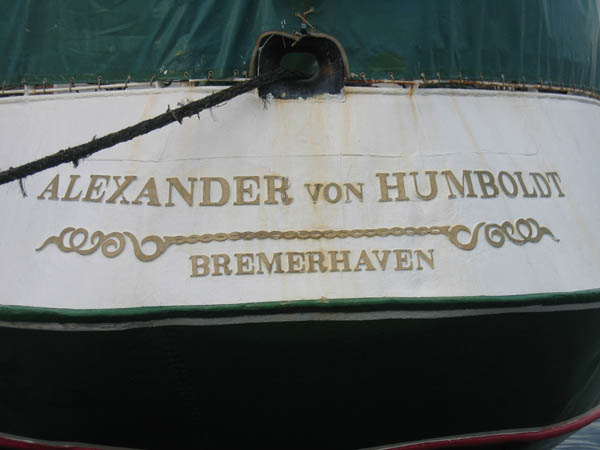 ALEXANDER VON HUMBOLDT
BREMERHAVEN